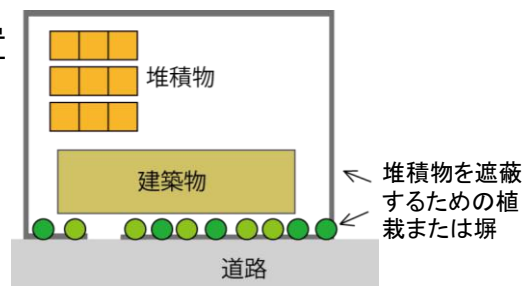 堆積物
建築物
堆積物を遮蔽
するための植
栽または塀
道路